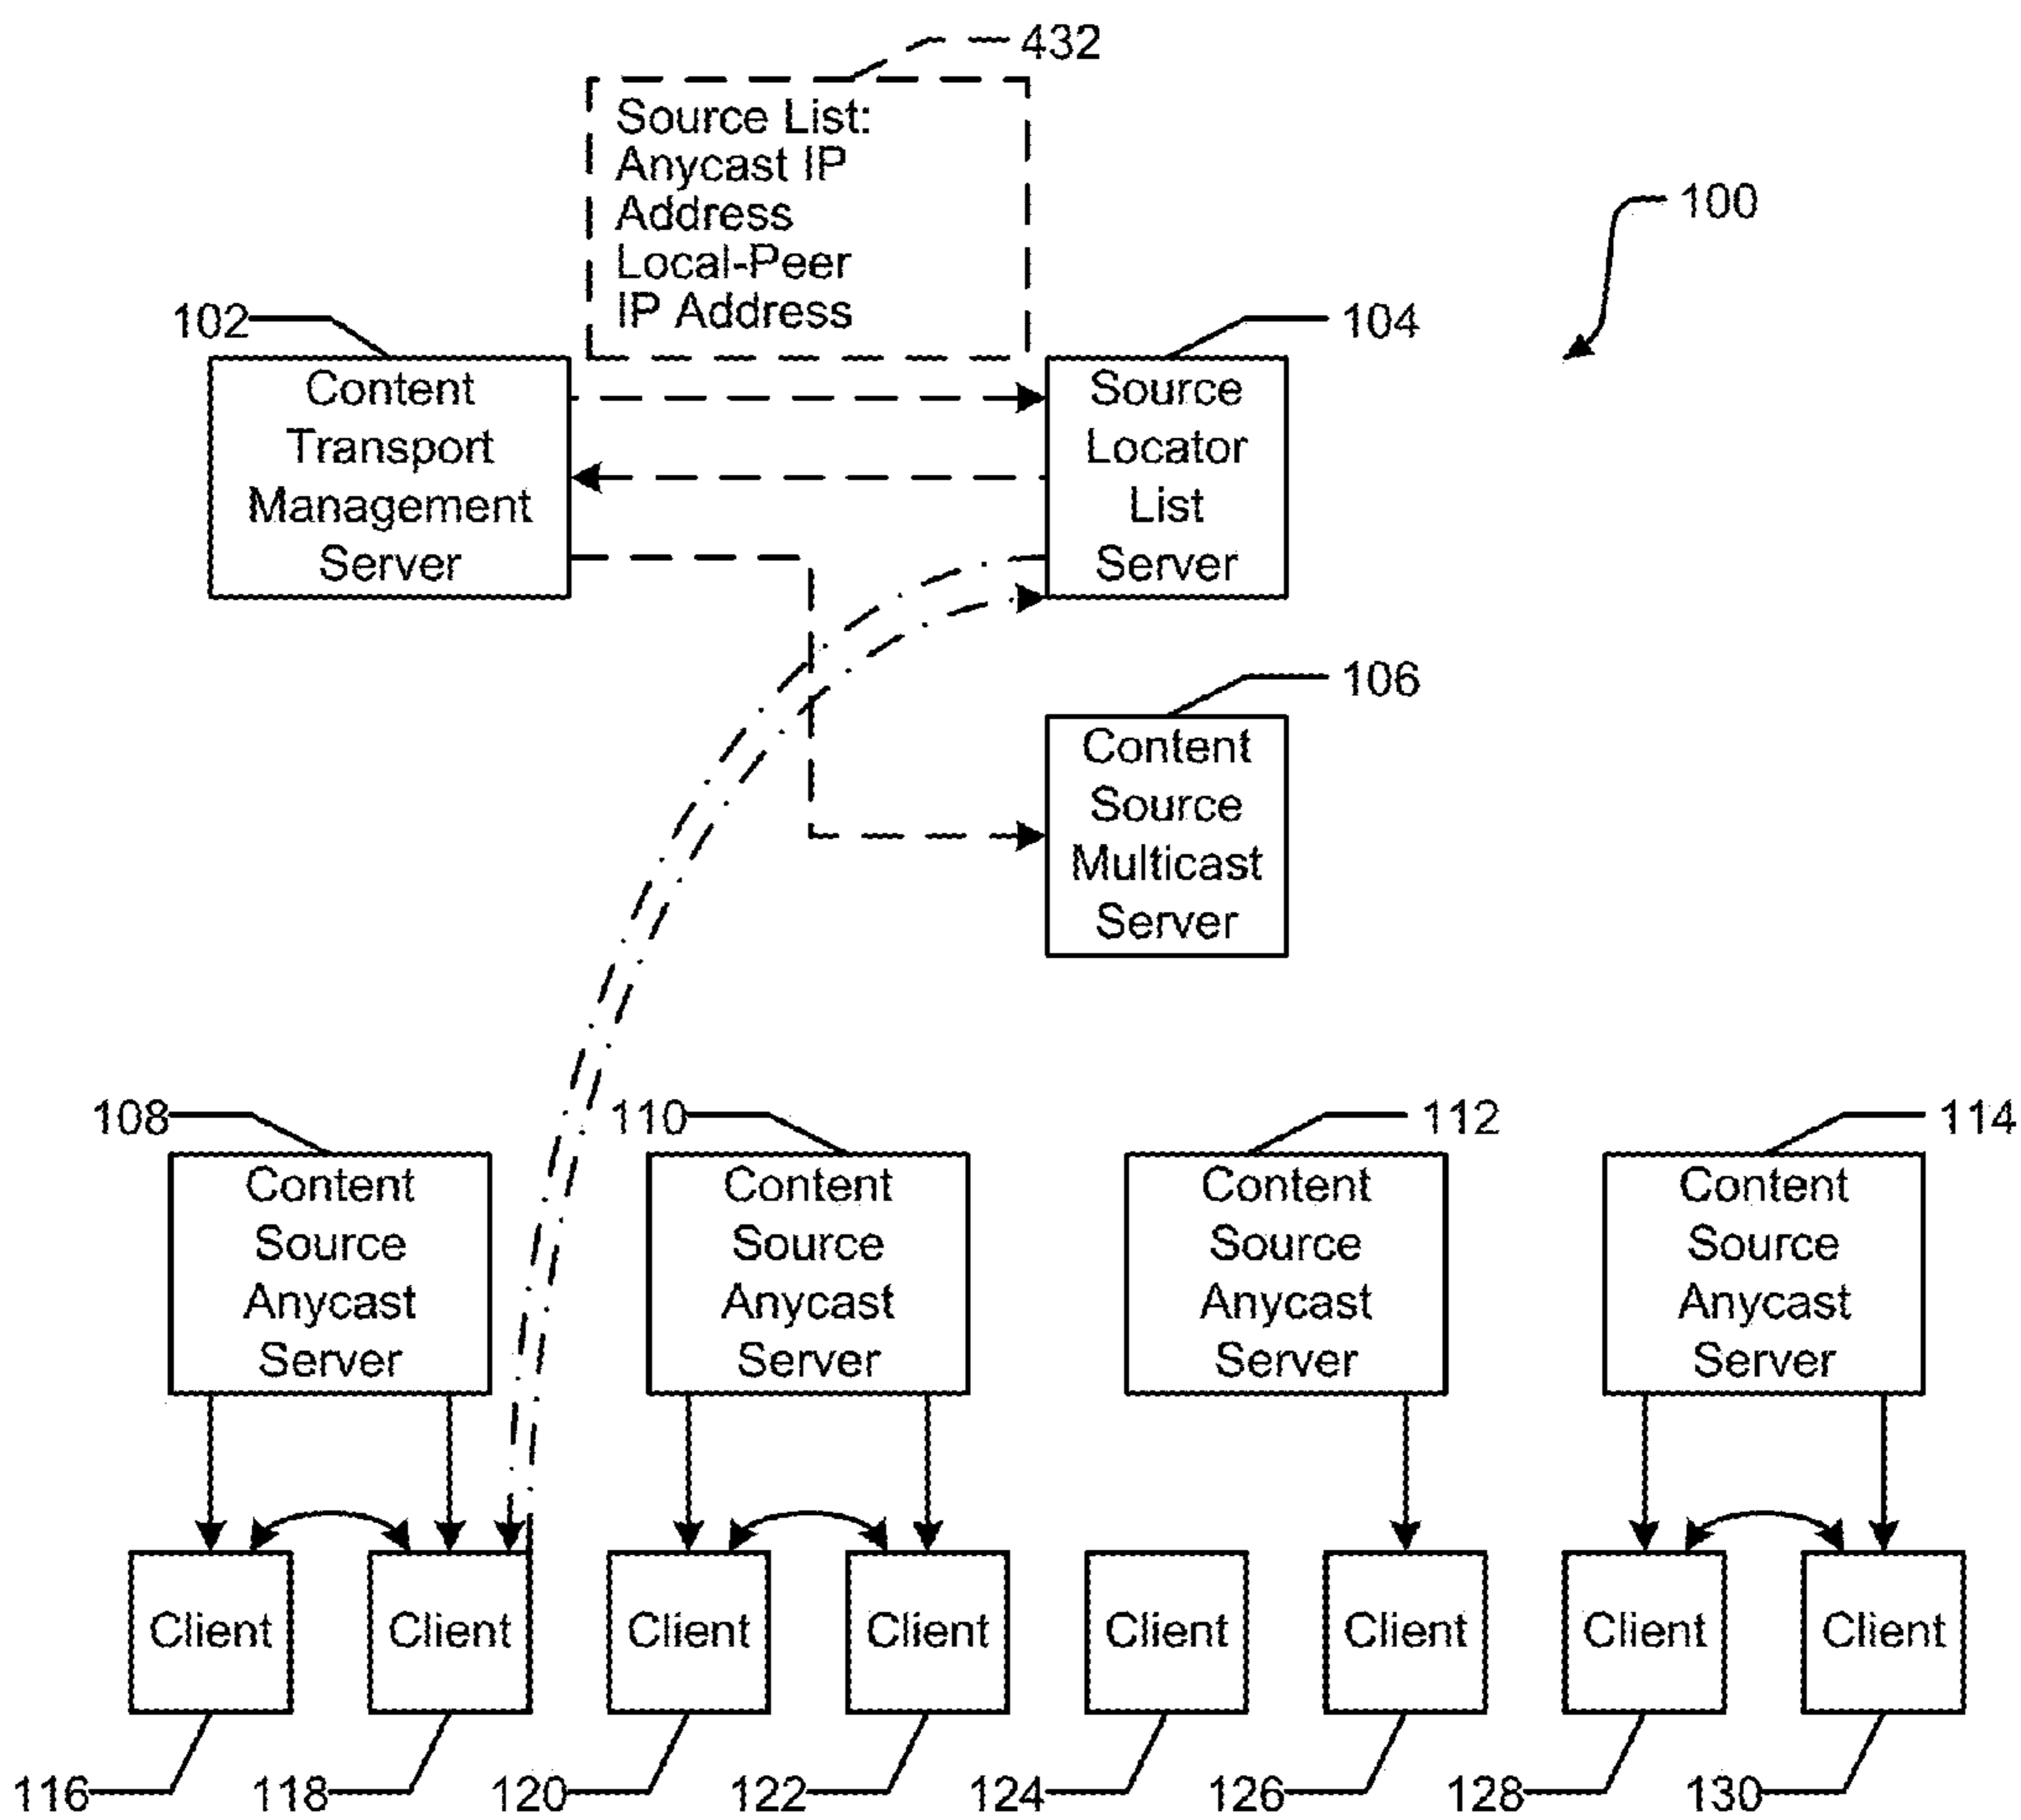 432
Source List:
Anycast IP
Address
Local-Peer
IP Address
100
102
104
Content
Transport
Management
Server
Source
Locator
List
Server
106
Content
Source
Multicast
Server
108
110
112
114
Content
Source
Anycast
Server
Content
Source
Anycast
Server
Content
Source
Anycast
Server
Content
Source
Anycast
Server
Client
Client
Client
Client
Client
Client
Client
Client
116
118
120
122
124
126
128
130